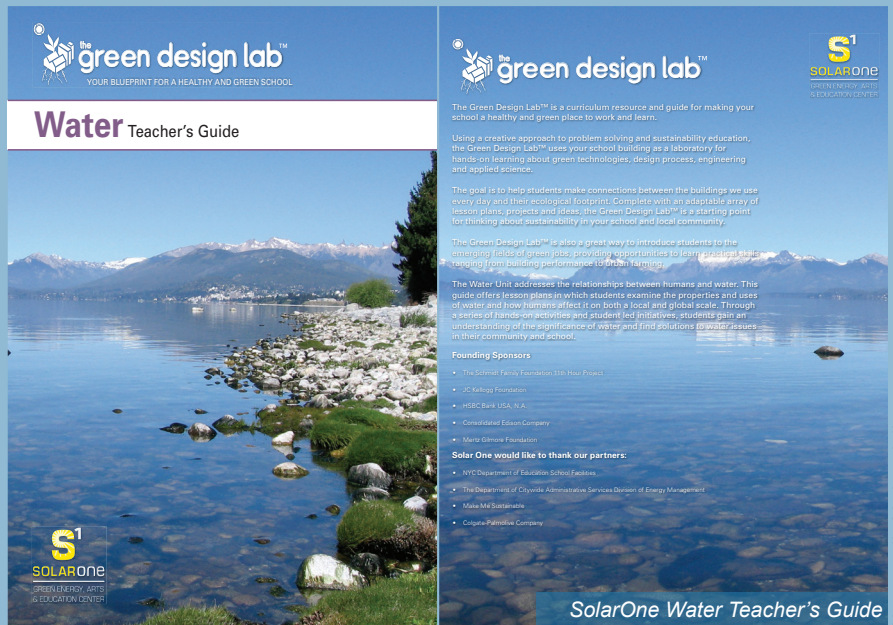 the
green design lab™
YOUR BLUEPRINT FOR A HEALTHY AND GREEN SCHOOL
Water Teacher's Guide
S1
SOLARONE
GREEN ENERGY, ARTS
& EDUCATION CENTER
the
green design lab™
S1
SOLARONE
GREEN ENERGY, ARTS
& EDUCATION CENTER
The Green Design Lab™ is a curriculum resource and guide for making your
school a healthy and green place to work and learn.
Using a creative approach to problem solving and sustainability education,
the Green Design Lab™ uses your school building as a laboratory for
hands-on learning about green technologies, design process, engineering
and applied science.
The goal is to help students make connections between the buildings we use
every day and their ecological footprint. Complete with an adaptable array of
lesson plans, projects and ideas, the Green Design Lab™ is a starting point
for thinking about sustainability in your school and local community.
The Green Design Lab™ is also a great way to introduce students to the
emerging fields of green jobs, providing opportunities to learn practical skills
ranging from building performance to urban farming.
The Water Unit addresses the relationships between humans and water. This
guide offers lesson plans in which students examine the properties and uses
of water and how humans affect it on both a local and global scale. Through
a series of hands-on activities and student led initiatives, students gain an
understanding of the significance of water and find solutions to water issues
in their community and school.
Founding Sponsors
• The Schmidt Family Foundation 11th Hour Project
• JC Kellogg Foundation
• HSBC Bank USA, N.A.
• Consolidated Edison Company
• Mertz Gilmore Foundation
Solar One would like to thank our partners:
• NYC Department of Education School Facilities
• The Department of Citywide Administrative Services Division of Energy Management
• Make Me Sustainable
• Colgate-Palmolive Company
SolarOne Water Teacher's Guide